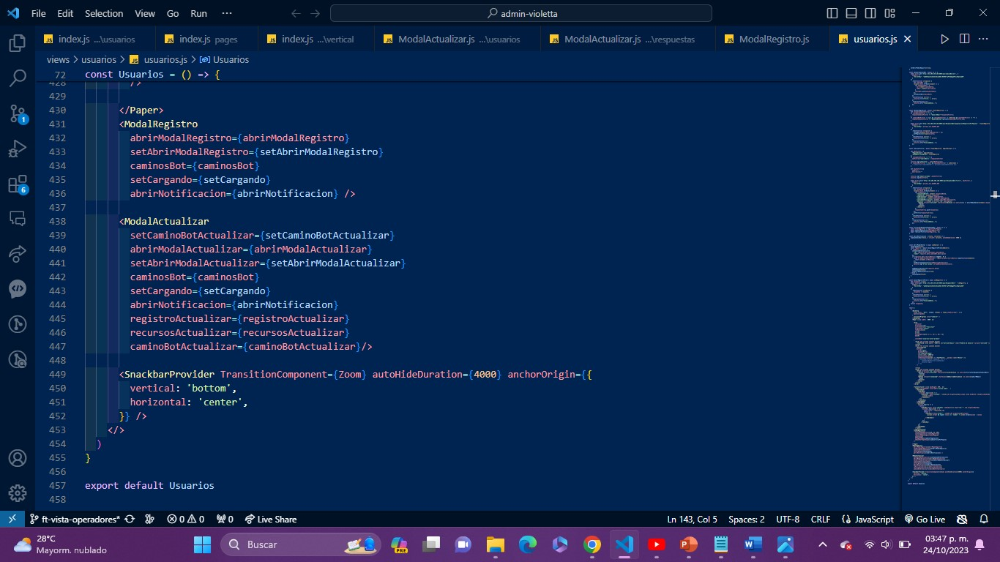 File Edit Selection View Go Run ··· admin-violetta
index.js ...\usuarios index.js pages index.js ...\vertical ModalActualizar.js ...\usuarios ModalActualizar.js ...\respuestas ModalRegistro.js usuarios.js
views > usuarios > usuarios.js > Usuarios
72 const Usuarios = () => {
428 />
429
430 </Paper>
431 <ModalRegistro
432 abrirModalRegistro={abrirModalRegistro}
433 setAbrirModalRegistro={setAbrirModalRegistro}
434 caminosBot={caminosBot}
435 setCargando={setCargando}
436 abrirNotificacion={abrirNotificacion} />
437
438 <ModalActualizar
439 setCaminoBotActualizar={setCaminoBotActualizar}
440 abrirModalActualizar={abrirModalActualizar}
441 setAbrirModalActualizar={setAbrirModalActualizar}
442 caminosBot={caminosBot}
443 setCargando={setCargando}
444 abrirNotificacion={abrirNotificacion}
445 registroActualizar={registroActualizar}
446 recursosActualizar={recursosActualizar}
447 caminoBotActualizar={caminoBotActualizar}/>
448
449 <SnackbarProvider TransitionComponent={Zoom} autoHideDuration={4000} anchorOrigin={{
450 vertical: 'bottom',
451 horizontal: 'center',
452 }} />
453 </>
454 )
455 }
456
457 export default Usuarios
458
1
6
ft-vista-operadores* 0 0 0 Live Share Ln 143, Col 5 Spaces: 2 UTF-8 CRLF {} JavaScript Go Live
28°C
Mayorm. nublado
Buscar
PRE
03:47 p. m.
24/10/2023